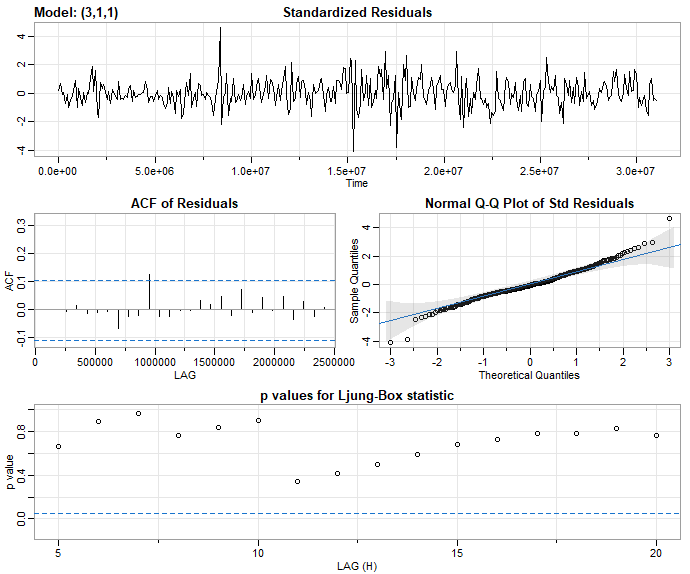 Model: (3,1,1) Standardized Residuals
4
2
0
-2
-4
0.0e+00 5.0e+06 1.0e+07 1.5e+07 2.0e+07 2.5e+07 3.0e+07
Time
ACF of Residuals
ACF
0.3
0.2
0.1
0.0
-0.1
0 500000 1000000 1500000 2000000 2500000
LAG
Normal Q-Q Plot of Std Residuals
Sample Quantiles
4
2
0
-2
-4
-3 -2 -1 0 1 2 3
Theoretical Quantiles
p values for Ljung-Box statistic
p value
0.8
0.4
0.0
5 10 15 20
LAG (H)